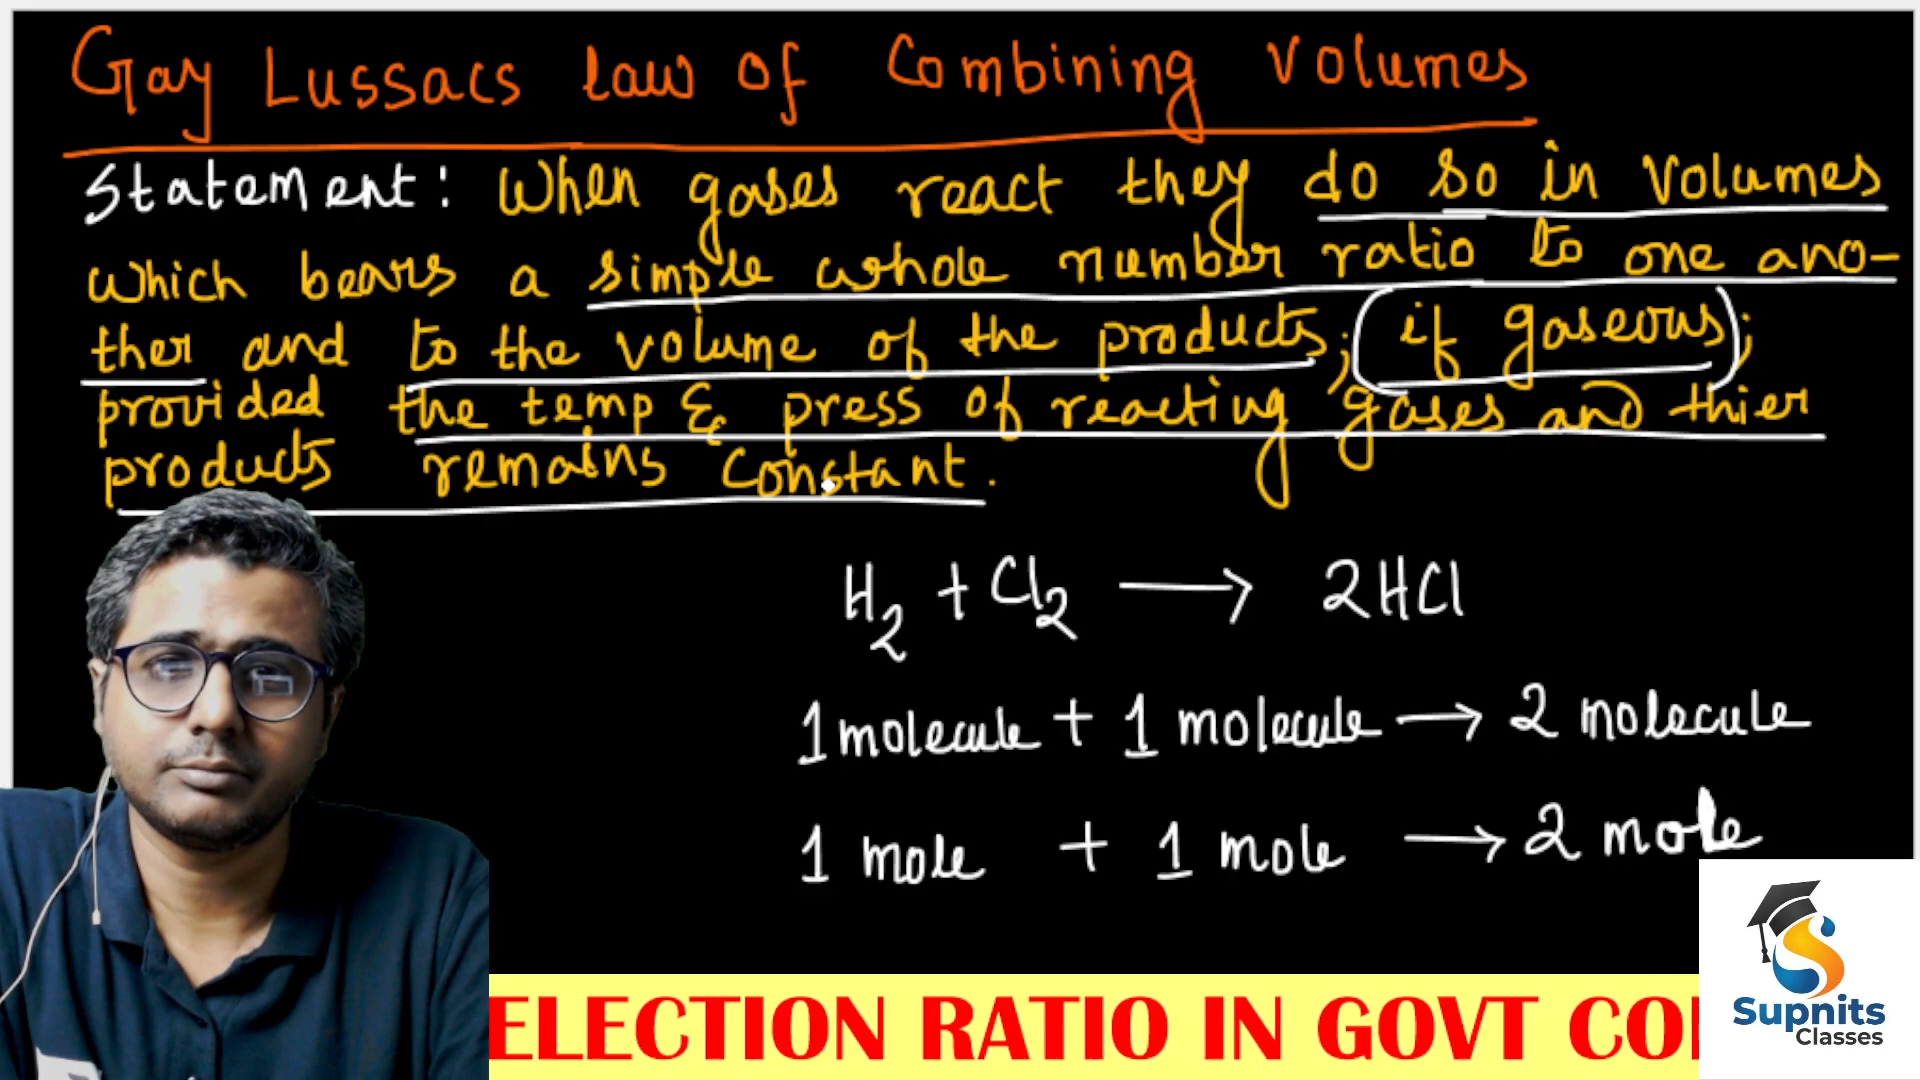 Gay Lussacs law of Combining Volumes
Statement: When gases react they do so in volumes
which bears a simple whole number ratio to one ano-
ther and to the volume of the products; (if gaseous);
provided the temp & press of reacting gases and thier
products remains constant.
H₂ + Cl₂ → 2HCl
1 molecule + 1 molecule → 2 molecule
1 mole + 1 mole → 2 mole
ELECTION RATIO IN GOVT CO
Supnits
Classes